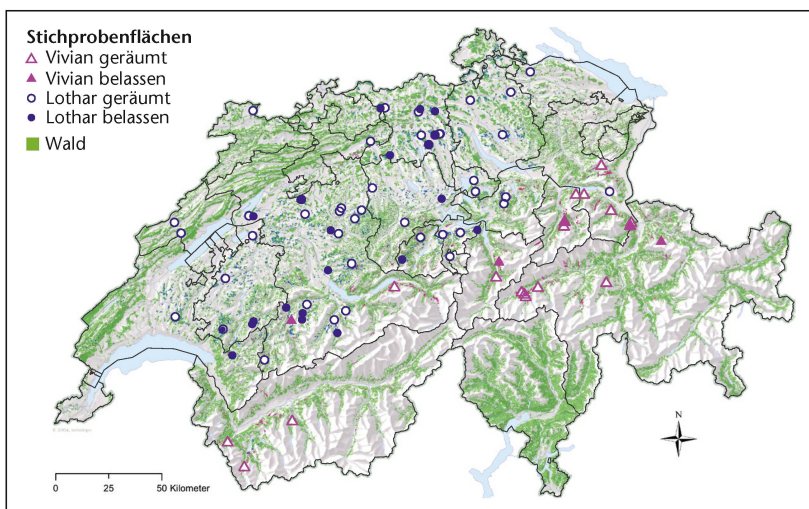 Stichprobenflächen
Vivian geräumt
Vivian belassen
Lothar geräumt
Lothar belassen
Wald
N
0 25 50 Kilometer